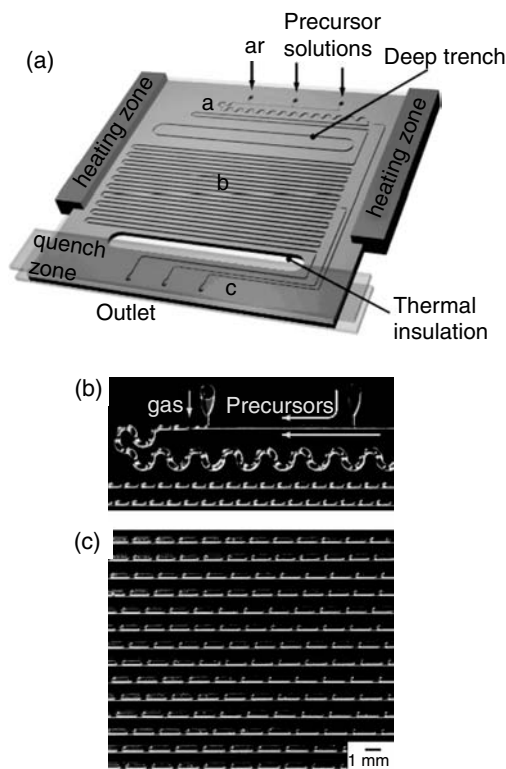 (a)
ar
Precursor
solutions
Deep trench
heating zone
a
heating zone
b
quench
zone
c
Outlet
Thermal
insulation
(b)
gas
Precursors
(c)
1 mm